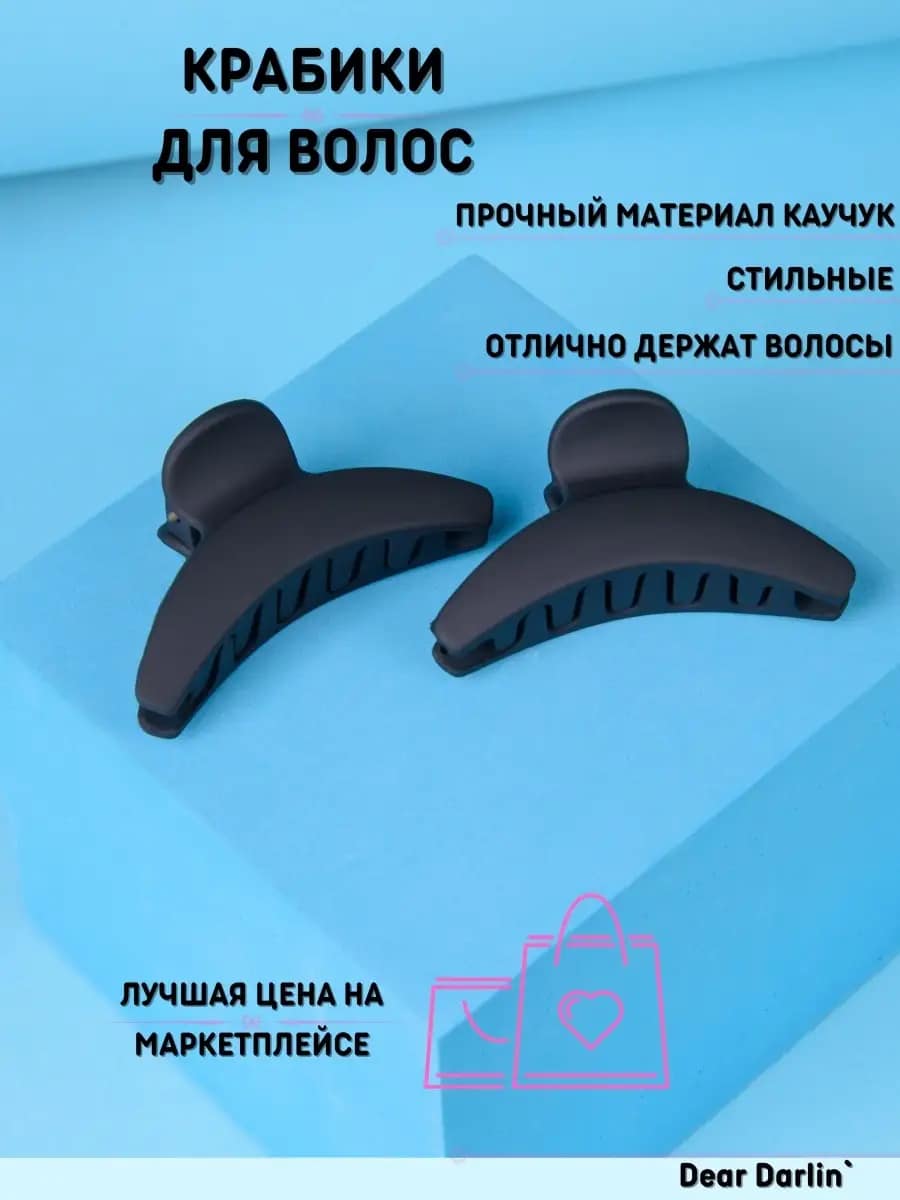 КРАБИКИ
ДЛЯ ВОЛОС
ПРОЧНЫЙ МАТЕРИАЛ КАУЧУК
СТИЛЬНЫЕ
ОТЛИЧНО ДЕРЖАТ ВОЛОСЫ
ЛУЧШАЯ ЦЕНА НА
МАРКЕТПЛЕЙСЕ
Dear Darlin`